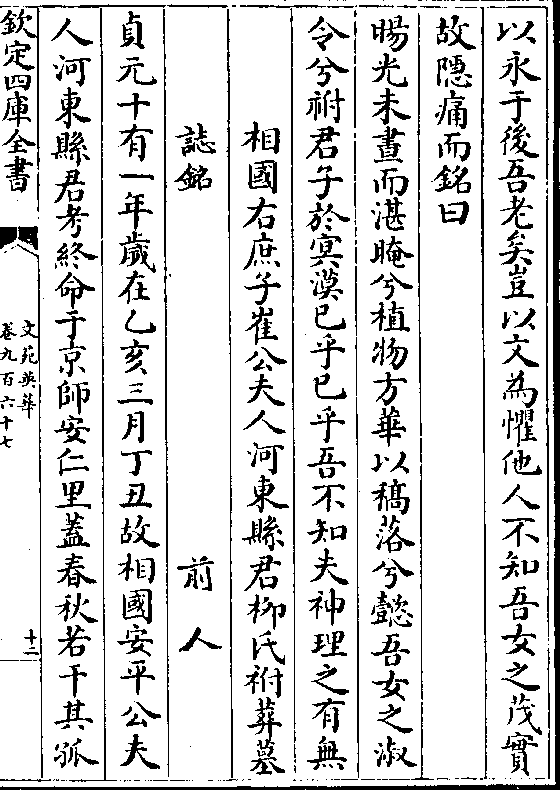 以永于後吾老矣豈以文為懼他人不知吾女之茂實
故隠痛而銘曰
暘光未晝而湛晻兮植物方華以稿落兮懿吾女之淑
令兮祔君子於㝠漠已乎已乎吾不知夫神理之有無
相國右庶子崔公夫人河東縣君栁氏祔葬墓
誌銘　前人
貞元十有一年歲在乙亥三月丁丑故相國安平公夫
人河東縣君考終命于京師安仁里蓋春秋若干其孤
欽定四庫全書
文苑英華
卷九百六十七
十二